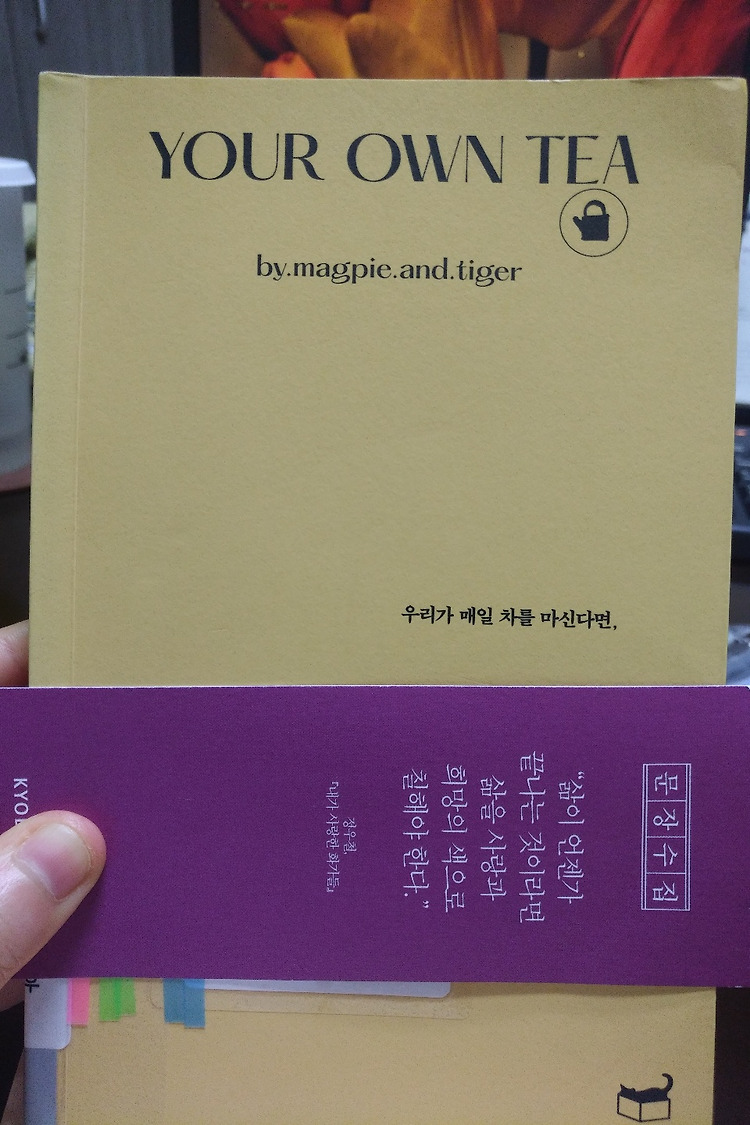 YOUR OWN TEA
by.magpie.and.tiger
우리가 매일 차를 마신다면,
문장수집
“삶이 언젠가
끝나는 것이라면
삶을 사랑과
희망의 색으로
칠해야 한다.”
정우철
『내가 사랑한 화가들』